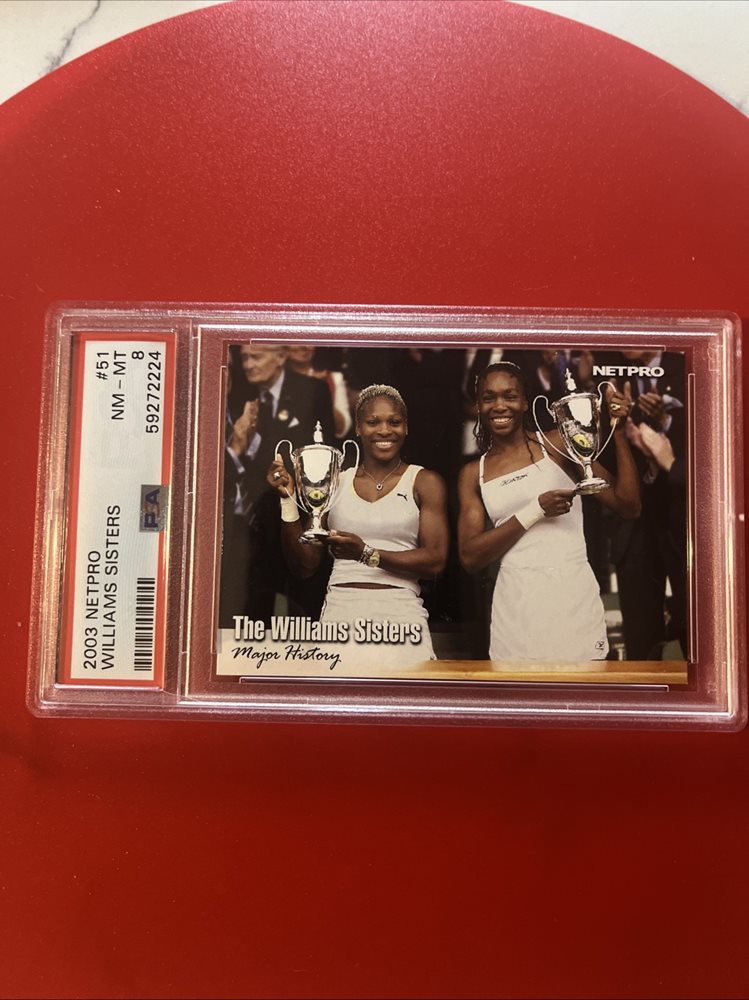 2003 NETPRO #51
WILLIAMS SISTERS NM - MT 8
PSA 59272224
NETPRO
The Williams Sisters
Major History